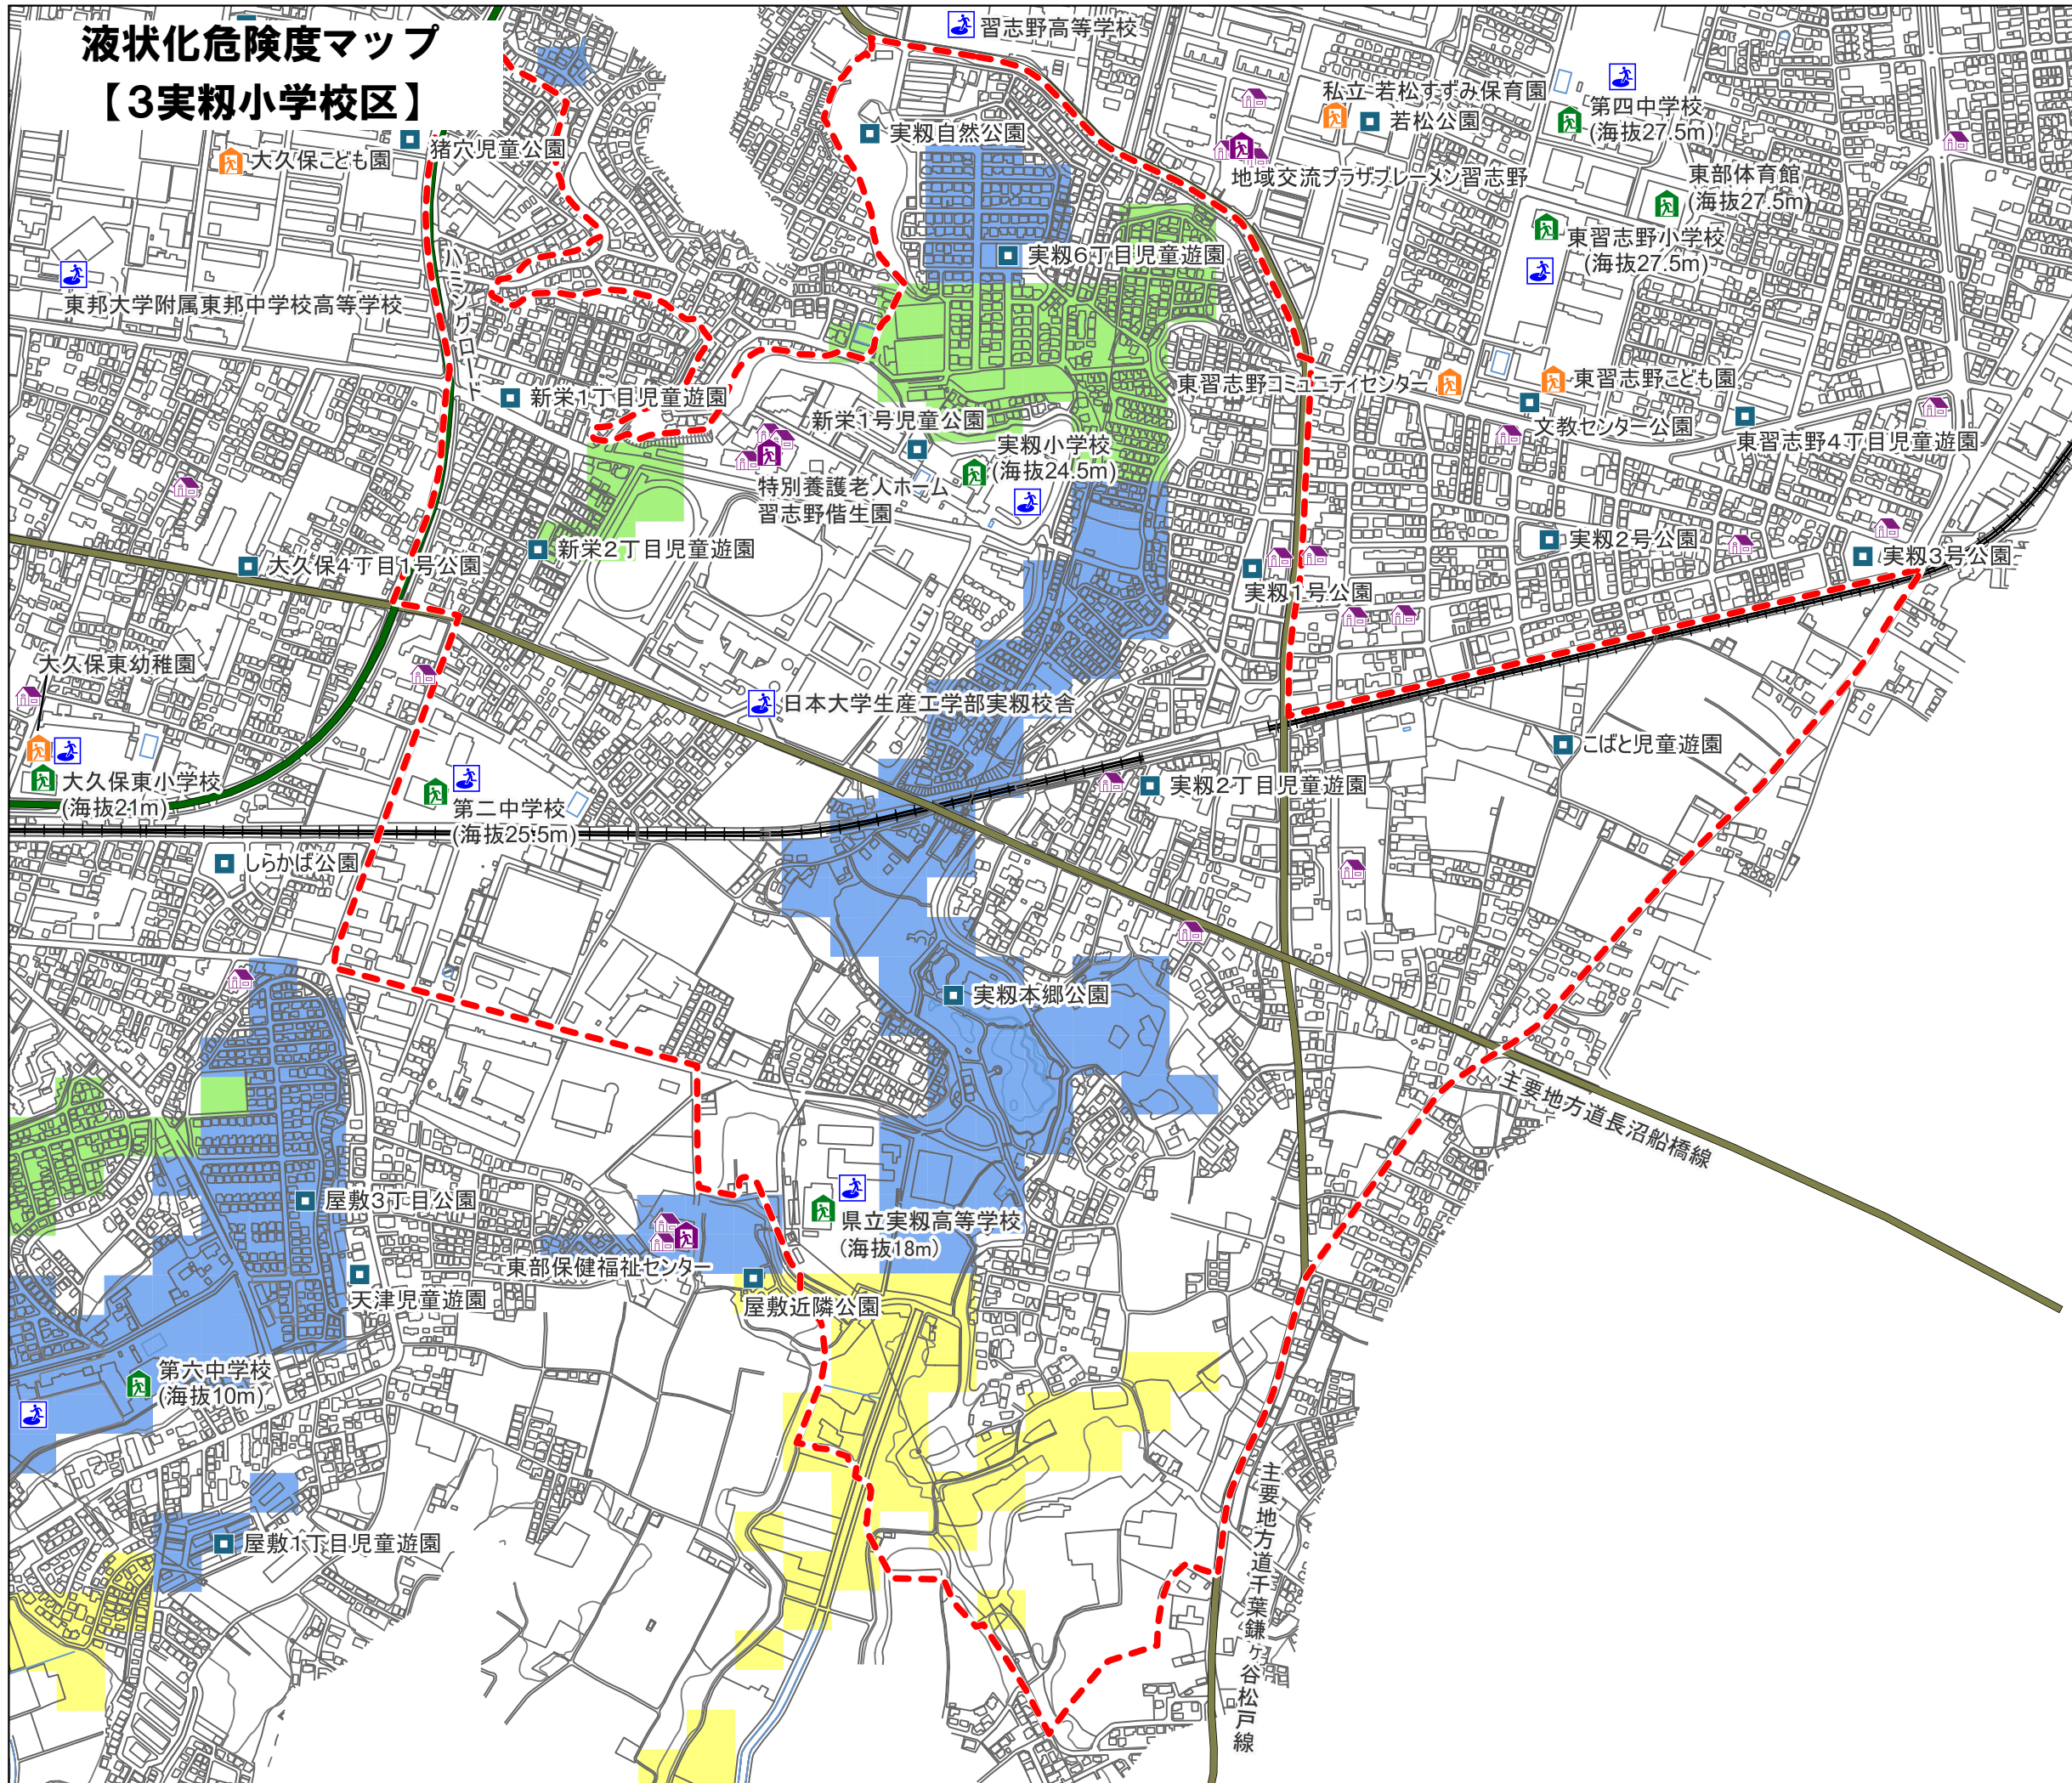 液状化危険度マップ
【３実籾小学校区】
習志野高等学校
私立 若松すずみ保育園
第四中学校
(海抜27.5m)
若松公園
実籾自然公園
猪穴児童公園
大久保こども園
地域交流プラザブレーメン習志野
東部体育館
(海抜27.5m)
東習志野小学校
(海抜27.5m)
実籾６丁目児童遊園
ハミングロード
東邦大学附属東邦中学校高等学校
東習志野コミュニティセンター
東習志野こども園
新栄１丁目児童遊園
新栄１号児童公園
文教センター公園
東習志野４丁目児童遊園
実籾小学校
(海抜24.5m)
特別養護老人ホーム
習志野偕生園
新栄２丁目児童遊園
実籾２号公園
実籾３号公園
大久保４丁目１号公園
実籾１号公園
大久保東幼稚園
日本大学生産工学部実籾校舎
こばと児童遊園
大久保東小学校
(海抜21m)
実籾２丁目児童遊園
第二中学校
(海抜25.5m)
しらかば公園
実籾本郷公園
主要地方道長沼船橋線
屋敷３丁目公園
県立実籾高等学校
(海抜18m)
東部保健福祉センター
天津児童遊園
屋敷近隣公園
第六中学校
(海抜10m)
主要地方道千葉鎌ヶ谷松戸線
屋敷１丁目児童遊園